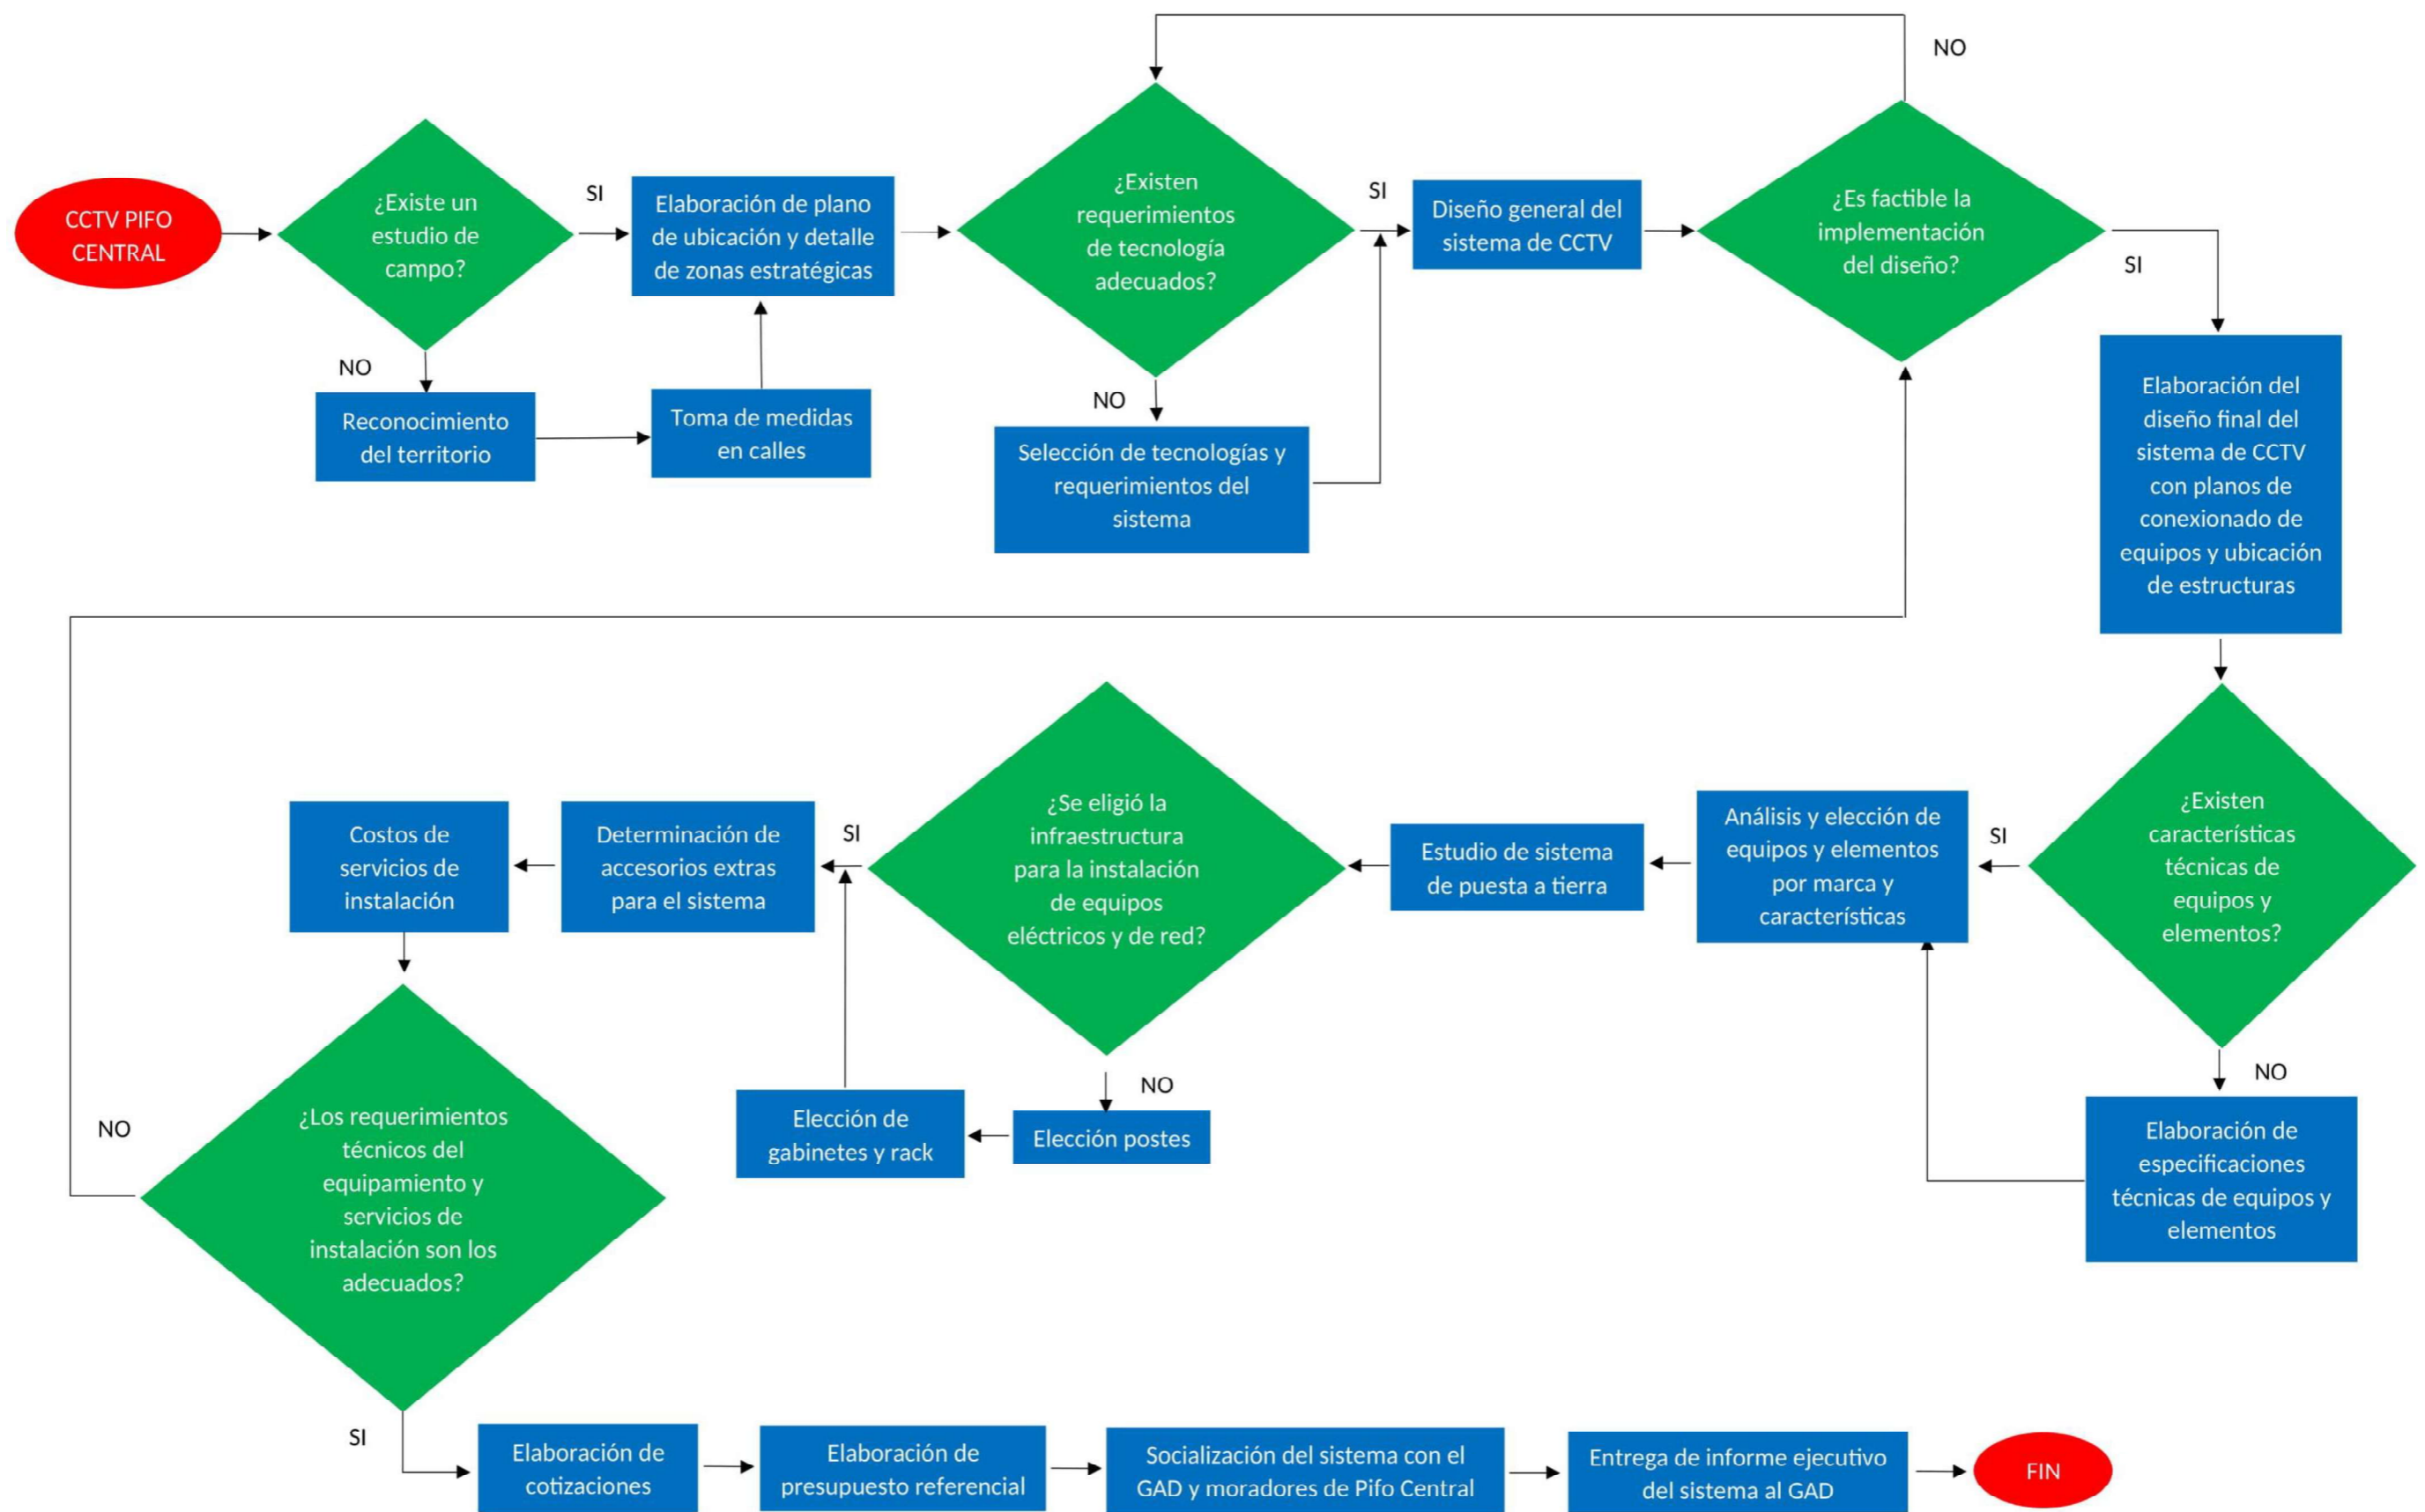 CCTV PIFO
CENTRAL
¿Existe un
estudio de
campo?
SI
NO
Reconocimiento
del territorio
Toma de medidas
en calles
Elaboración de plano
de ubicación y detalle
de zonas estratégicas
¿Existen
requerimientos
de tecnología
adecuados?
SI
NO
Selección de tecnologías y
requerimientos del
sistema
Diseño general del
sistema de CCTV
¿Es factible la
implementación
del diseño?
NO
SI
Elaboración del
diseño final del
sistema de CCTV
con planos de
conexionado de
equipos y ubicación
de estructuras
¿Existen
características
técnicas de
equipos y
elementos?
SI
NO
Elaboración de
especificaciones
técnicas de equipos y
elementos
Análisis y elección de
equipos y elementos
por marca y
características
Estudio de sistema
de puesta a tierra
¿Se eligió la
infraestructura
para la instalación
de equipos
eléctricos y de red?
SI
NO
Elección postes
Elección de
gabinetes y rack
Determinación de
accesorios extras
para el sistema
Costos de
servicios de
instalación
¿Los requerimientos
técnicos del
equipamiento y
servicios de
instalación son los
adecuados?
NO
SI
Elaboración de
cotizaciones
Elaboración de
presupuesto referencial
Socialización del sistema con el
GAD y moradores de Pifo Central
Entrega de informe ejecutivo
del sistema al GAD
FIN